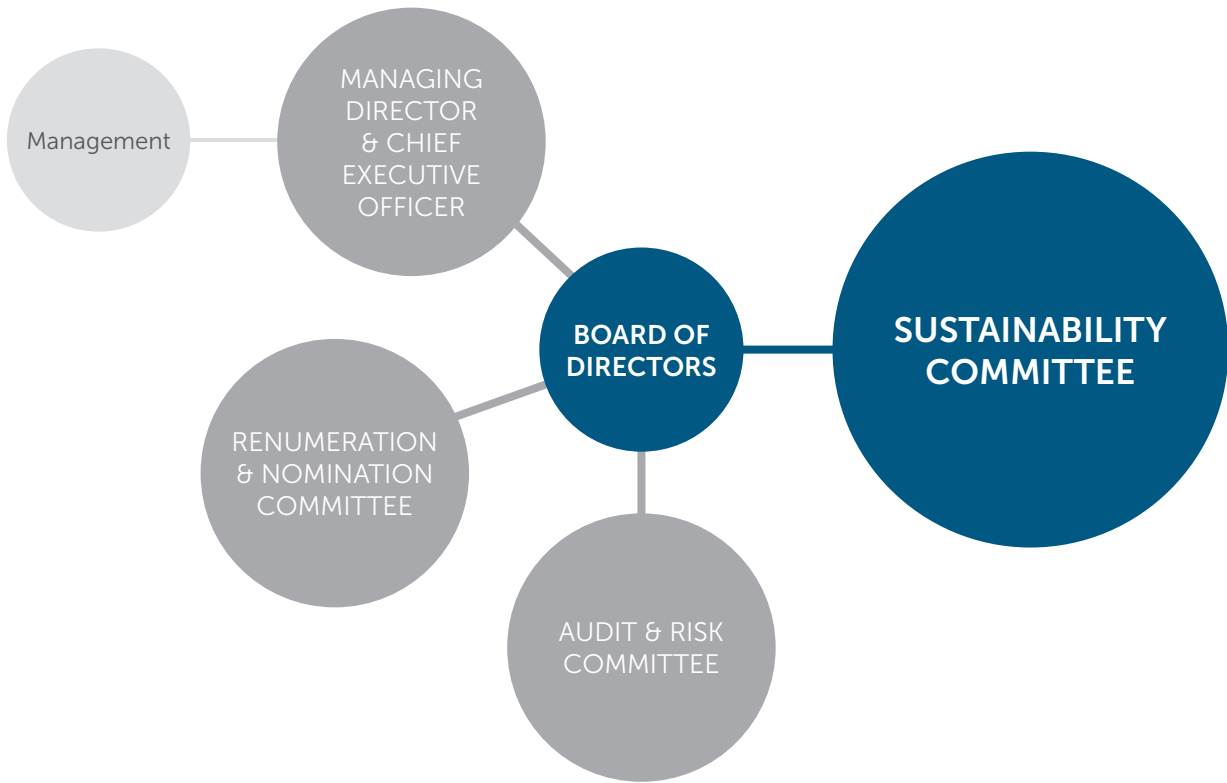 Management
MANAGING
DIRECTOR
& CHIEF
EXECUTIVE
OFFICER
BOARD OF
DIRECTORS
SUSTAINABILITY
COMMITTEE
RENUMERATION
& NOMINATION
COMMITTEE
AUDIT & RISK
COMMITTEE